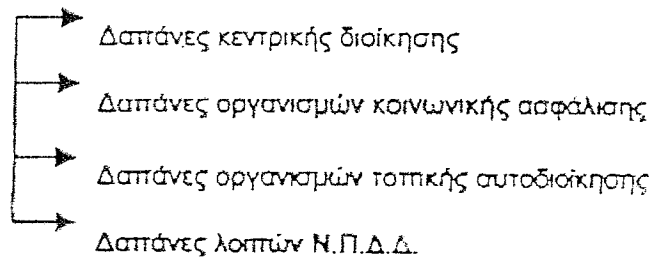 Δαπάνες κεντρικής διοίκησης
Δαπάνες οργανισμών κοινωνικής ασφάλισης
Δαπάνες οργανισμών τοπικής αυτοδιοίκησης
Δαπάνες λοιπών Ν.Π.Δ.Δ.